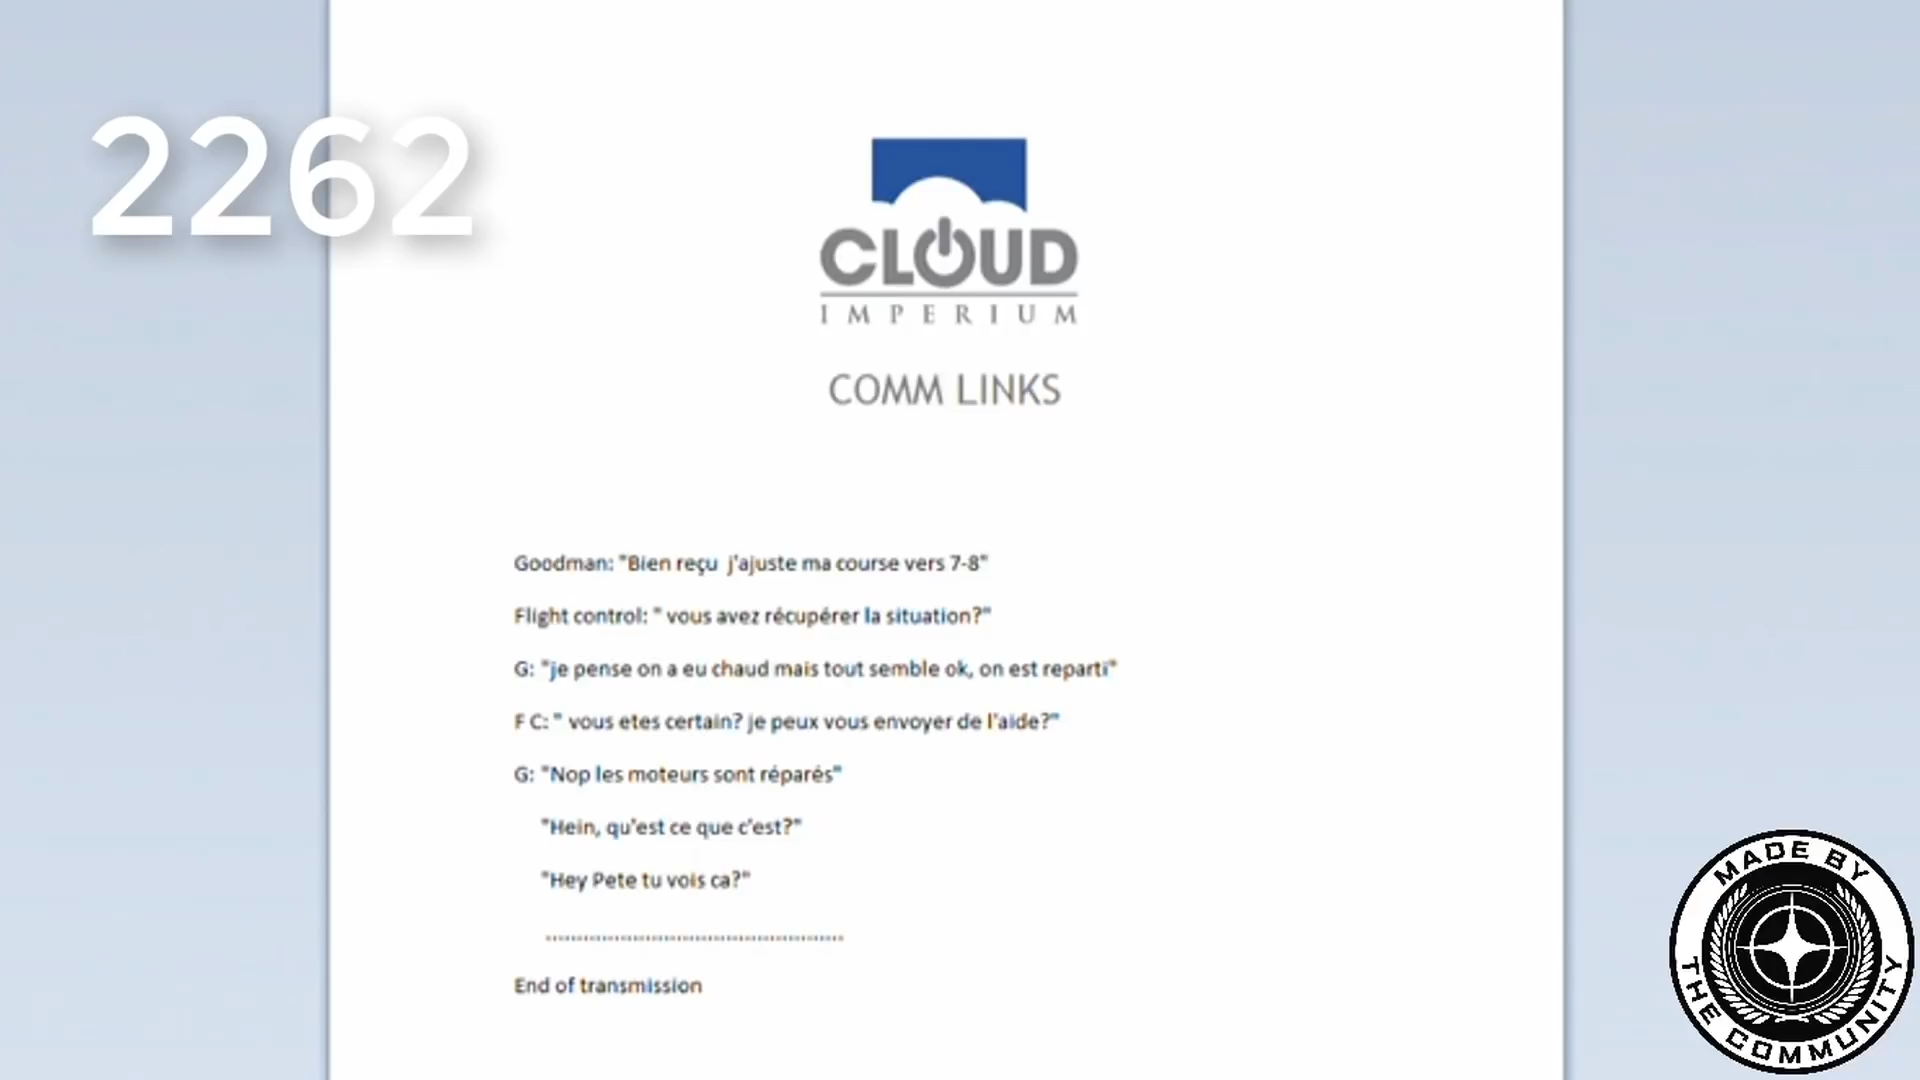 2262
CLOUD
IMPERIUM
COMM LINKS
Goodman: "Bien reçu  j'ajuste ma course vers 7-8"
Flight control: " vous avez récupérer la situation?"
G: "je pense on a eu chaud mais tout semble ok, on est reparti"
F C: " vous etes certain? je peux vous envoyer de l'aide?"
G: "Nop les moteurs sont réparés"
"Hein, qu'est ce que c'est?"
"Hey Pete tu vois ca?"
................................................
End of transmission
MADE BY
THE COMMUNITY